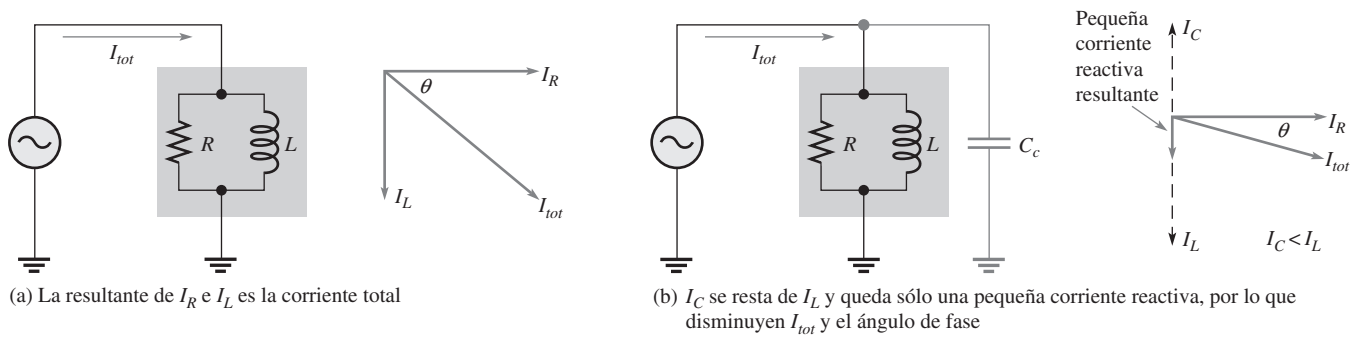 I_tot
R
L
I_R
θ
I_L
I_tot
(a) La resultante de I_R e I_L es la corriente total
I_tot
R
L
C_c
Pequeña
corriente
reactiva
resultante
I_C
I_R
θ
I_tot
I_L
I_C < I_L
(b) I_C se resta de I_L y queda sólo una pequeña corriente reactiva, por lo que
disminuyen I_tot y el ángulo de fase